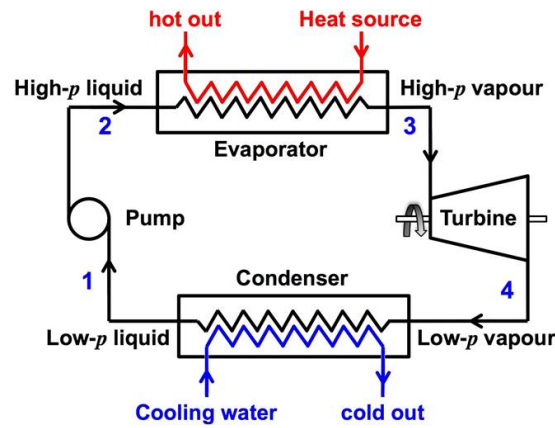 hot out
Heat source
High-p liquid
High-p vapour
2
3
Evaporator
Pump
Turbine
1
Condenser
4
Low-p liquid
Low-p vapour
Cooling water
cold out